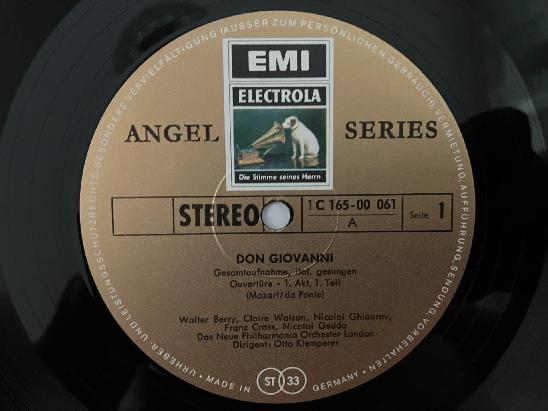 URHEBER- UND LEISTUNGSSCHUTZRECHTE, BESONDERS VERVIELFÄLTIGUNG (AUSSER ZUM PERSÖNLICHEN GEBRAUCH), VERMIETUNG, AUFFÜHRUNG, SENDUNG, VORBEHALTEN
EMI
ELECTROLA
ANGEL SERIES
Die Stimme seines Herrn
STEREO 1 C 165-00 061 Seite 1
A
DON GIOVANNI
Gesamtaufnahme, ital. gesungen
Ouvertüre - 1. Akt, 1. Teil
(Mozart/da Ponte)
Walter Berry, Claire Watson, Nicolai Ghiaurov,
Franz Crass, Nicolai Gedda
Das Neue Philharmonia Orchester London
Dirigent: Otto Klemperer
MADE IN GERMANY
ST 33